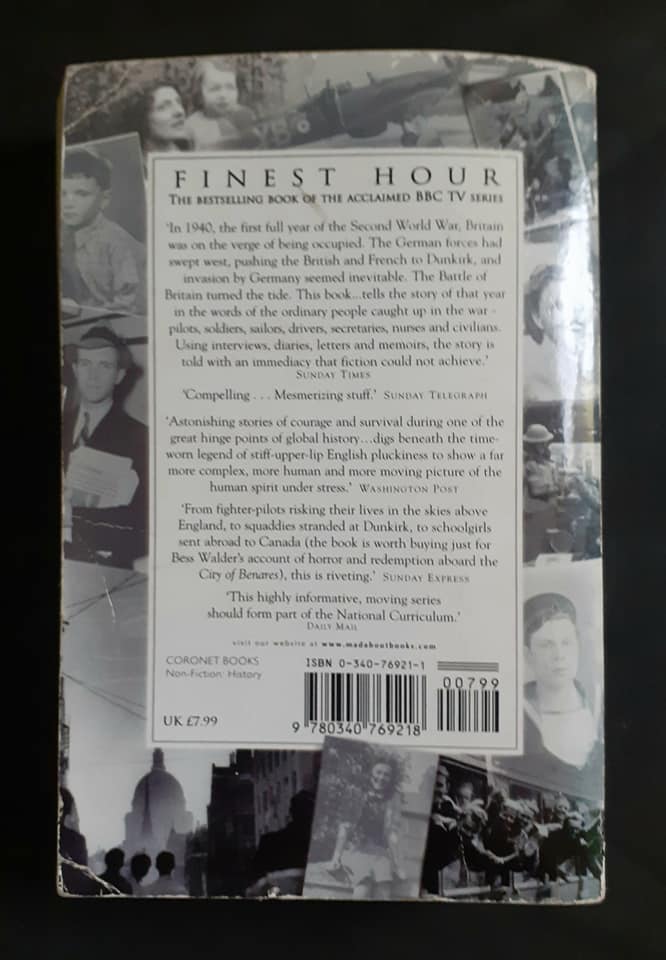 FINEST HOUR
THE BESTSELLING BOOK OF THE ACCLAIMED BBC TV SERIES
'In 1940, the first full year of the Second World War, Britain
was on the verge of being occupied. The German forces had
swept west, pushing the British and French to Dunkirk, and
invasion by Germany seemed inevitable. The Battle of
Britain turned the tide. This book...tells the story of that year
in the words of the ordinary people caught up in the war -
pilots, soldiers, sailors, drivers, secretaries, nurses and civilians.
Using interviews, diaries, letters and memoirs, the story is
told with an immediacy that fiction could not achieve.'
SUNDAY TIMES
'Compelling . . . Mesmerizing stuff.' SUNDAY TELEGRAPH
'Astonishing stories of courage and survival during one of the
great hinge points of global history...digs beneath the time-
worn legend of stiff-upper-lip English pluckiness to show a far
more complex, more human and more moving picture of the
human spirit under stress.' WASHINGTON POST
'From fighter-pilots risking their lives in the skies above
England, to squaddies stranded at Dunkirk, to schoolgirls
sent abroad to Canada (the book is worth buying just for
Bess Walder's account of horror and redemption aboard the
City of Benares), this is riveting.' SUNDAY EXPRESS
'This highly informative, moving series
should form part of the National Curriculum.'
DAILY MAIL
visit our website at www.madaboutbooks.com
CORONET BOOKS
Non-Fiction: History
UK £7.99
ISBN 0-340-76921-1
00799
9 780340 769218